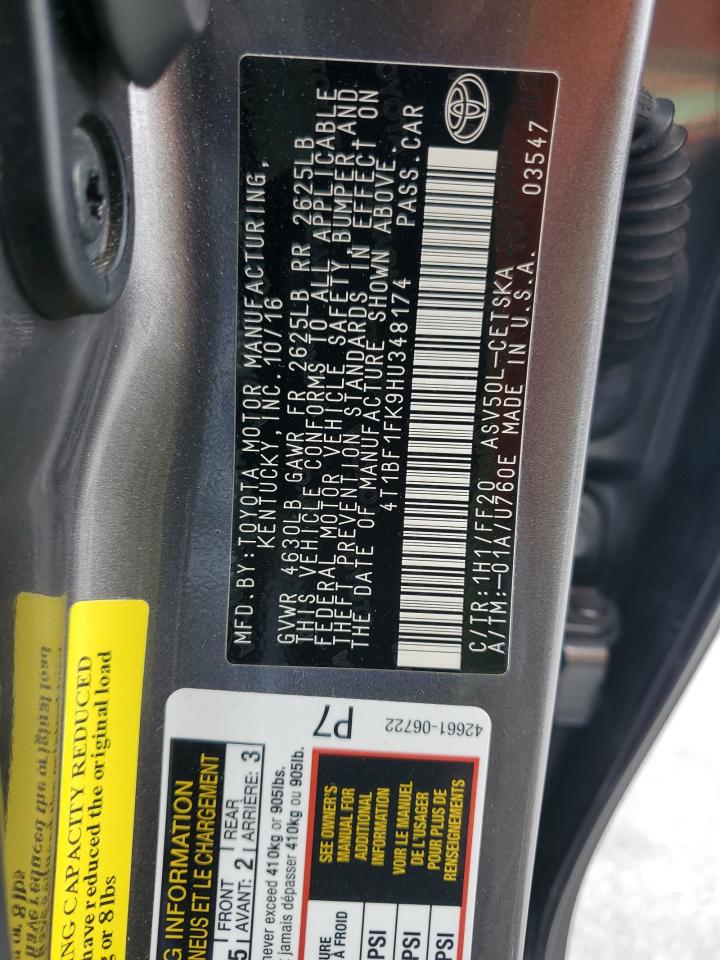 MFD.BY:TOYOTA MOTOR MANUFACTURING,
KENTUCKY, INC. 10/16
GVWR 4630LB GAWR FR 2625LB RR 2625LB
THIS VEHICLE CONFORMS TO ALL APPLICABLE
FEDERAL MOTOR VEHICLE SAFETY, BUMPER, AND
THEFT PREVENTION STANDARDS IN EFFECT ON
THE DATE OF MANUFACTURE SHOWN ABOVE.
4T1BF1FK9HU348174 PASS.CAR
C/TR:1H1/FF20 ASV50L-CETSKA
A/TM:-01A/U760E MADE IN U.S.A. 03547
NG CAPACITY REDUCED
have reduced the original load
or 8 lbs
G INFORMATION
NEUS ET LE CHARGEMENT
5 FRONT REAR
AVANT: 2 ARRIÈRE: 3
never exceed 410kg or 905lbs.
jamais dépasser 410kg ou 905lb.
P7
42661-06722
SEE OWNER'S
MANUAL FOR
ADDITIONAL
INFORMATION
VOIR LE MANUEL
DE L'USAGER
POUR PLUS DE
RENSEIGNEMENTS
URE
À FROID
PSI
PSI
PSI